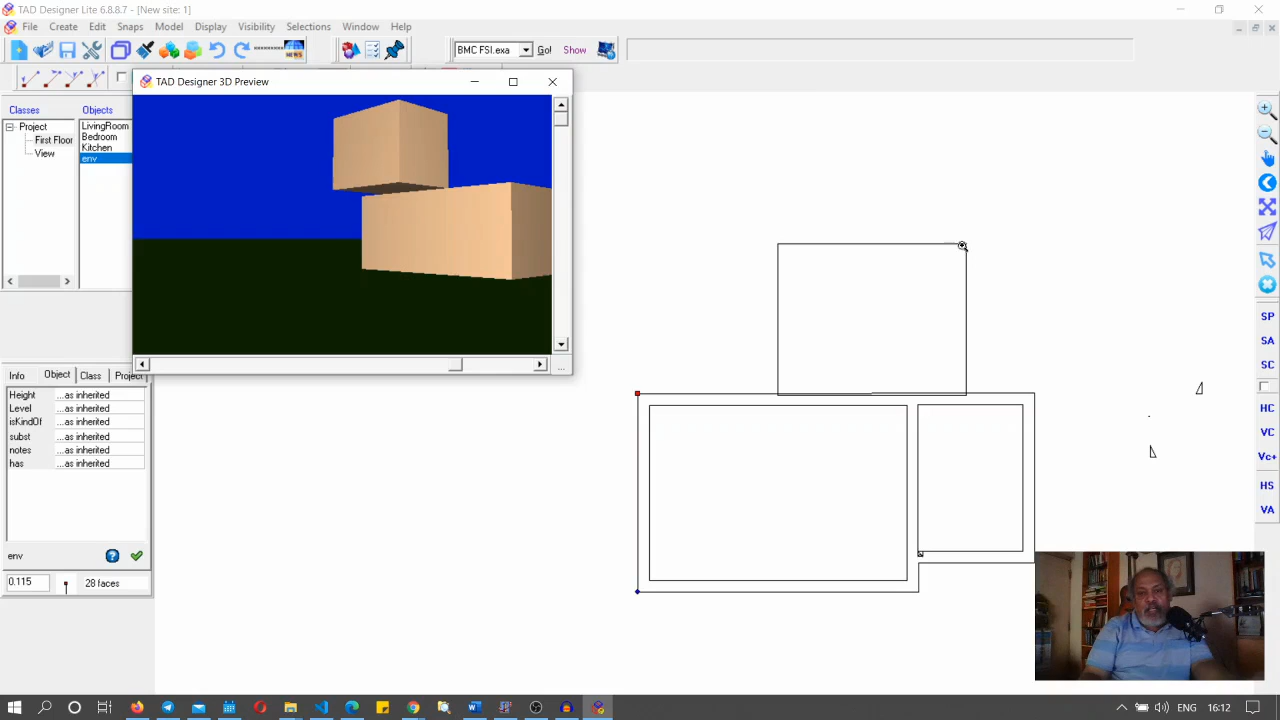 TAD Designer Lite 6.8.8.7 - [New site: 1]
File Create Edit Snaps Model Display Visibility Selections Window Help
NEWS
BMC FSI.exa Go! Show
TAD Designer 3D Preview
Classes Objects
Project
First Floor
View
LivingRoom
Bedroom
Kitchen
env
...
Info Object Class Project
Height ...as inherited
Level ...as inherited
isKindOf ...as inherited
subst ...as inherited
notes ...as inherited
has ...as inherited
env
0.115 28 faces
SP
SA
SC
HC
VC
Vc+
HS
VA
ENG 16:12